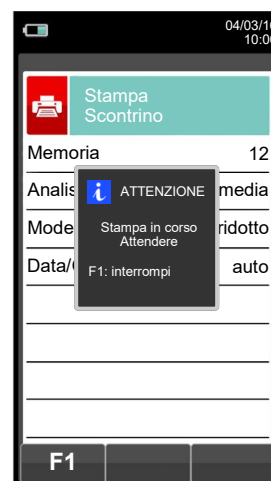 04/03/1
10:0
Stampa
Scontrino
Memoria 12
Analis media
Mode ridotto
Data/ auto
ATTENZIONE
Stampa in corso
Attendere
F1: interrompi
F1